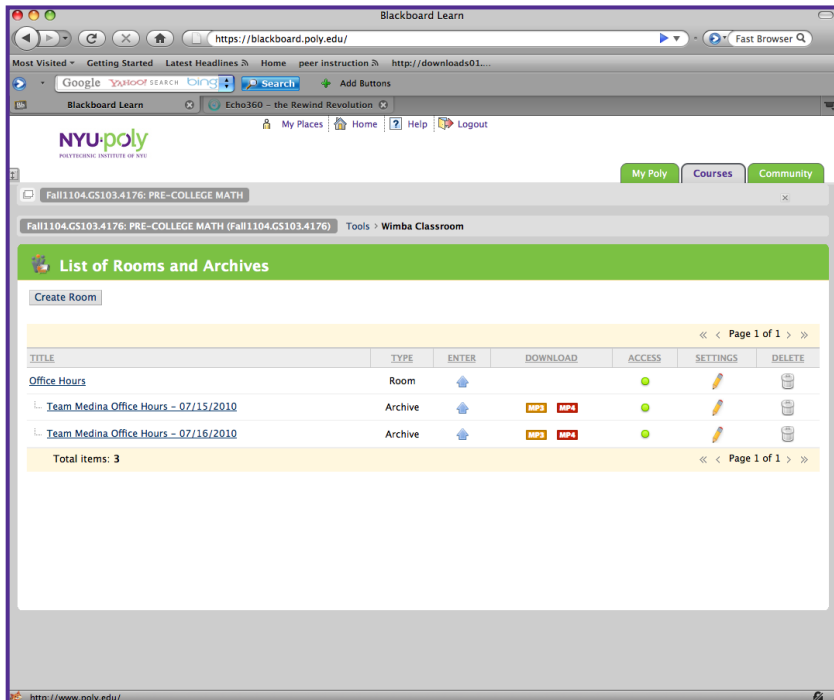 Blackboard Learn
https://blackboard.poly.edu/
Fast Browser
Most Visited Getting Started Latest Headlines Home peer instruction http://downloads01....
Google YAHOO! SEARCH bing Search Add Buttons
Blackboard Learn Echo360 – the Rewind Revolution
My Places Home ? Help Logout
NYU·poly
POLYTECHNIC INSTITUTE OF NYU
My Poly Courses Community
Fall1104.GS103.4176: PRE-COLLEGE MATH
Fall1104.GS103.4176: PRE-COLLEGE MATH (Fall1104.GS103.4176) Tools > Wimba Classroom
List of Rooms and Archives
Create Room
« < Page 1 of 1 > »
TITLE TYPE ENTER DOWNLOAD ACCESS SETTINGS DELETE
Office Hours Room
Team Medina Office Hours – 07/15/2010 Archive MP3 MP4
Team Medina Office Hours – 07/16/2010 Archive MP3 MP4
Total items: 3 « < Page 1 of 1 > »
http://www.poly.edu/